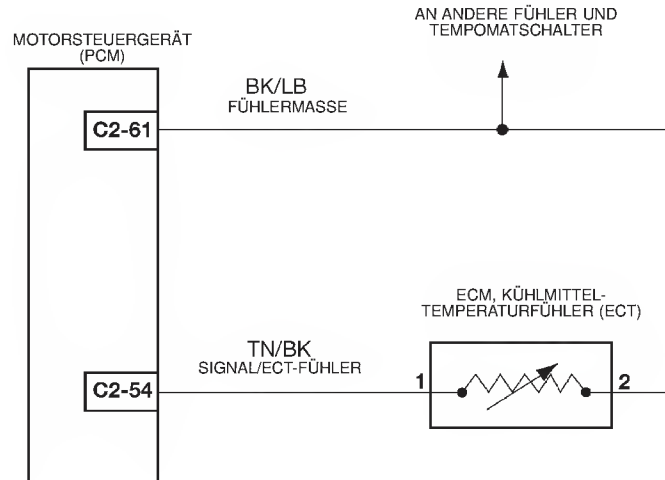 AN ANDERE FÜHLER UND
TEMPOMATSCHALTER
MOTORSTEUERGERÄT
(PCM)
BK/LB
FÜHLERMASSE
C2-61
ECM, KÜHLMITTEL-
TEMPERATURFÜHLER (ECT)
TN/BK
SIGNAL/ECT-FÜHLER
C2-54
1
2